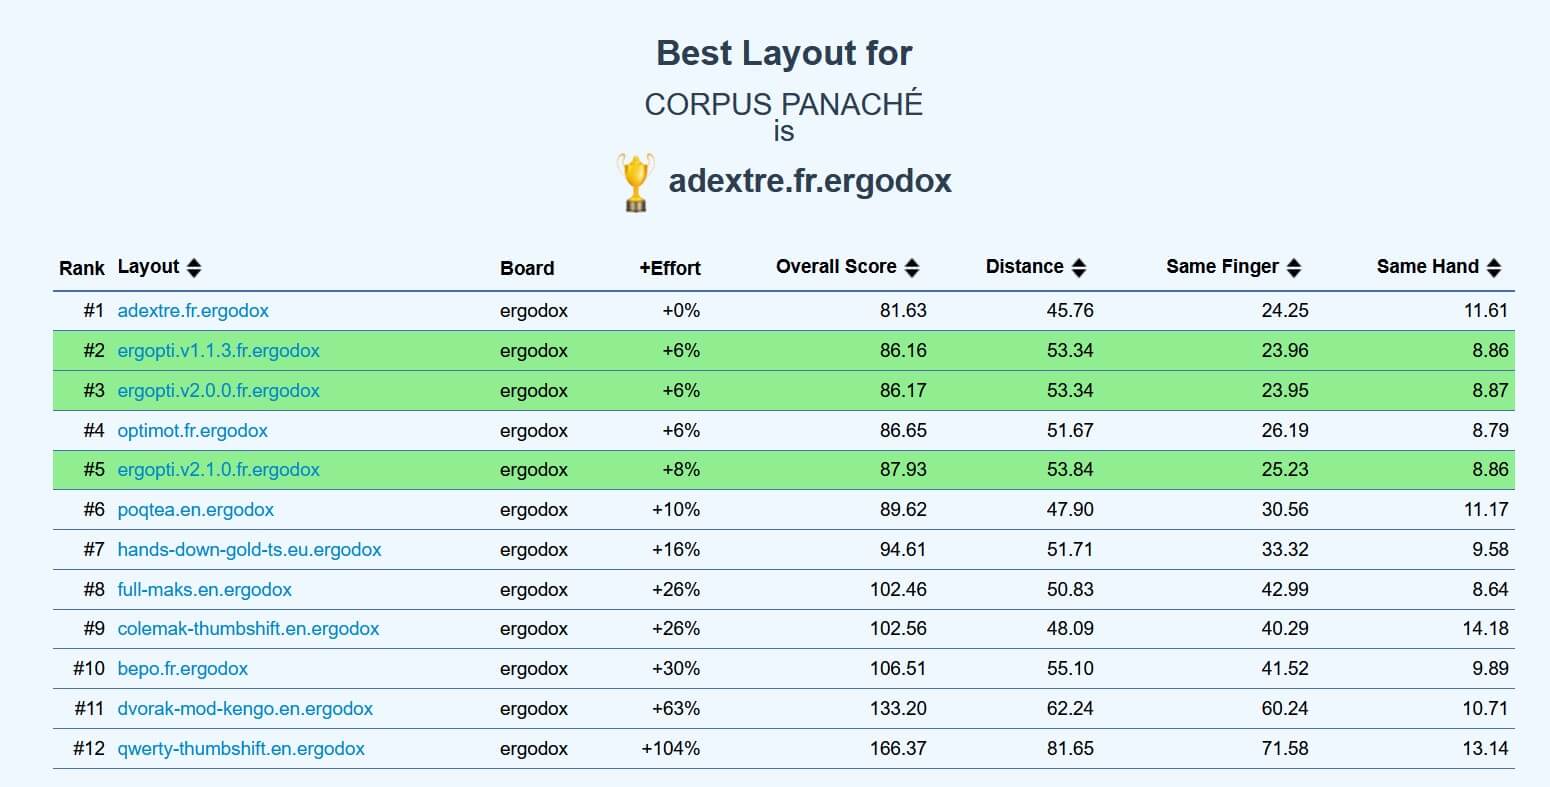 Best Layout for
CORPUS PANACHÉ
is
adextre.fr.ergodox
Rank Layout Board +Effort Overall Score Distance Same Finger Same Hand
#1 adextre.fr.ergodox ergodox +0% 81.63 45.76 24.25 11.61
#2 ergopti.v1.1.3.fr.ergodox ergodox +6% 86.16 53.34 23.96 8.86
#3 ergopti.v2.0.0.fr.ergodox ergodox +6% 86.17 53.34 23.95 8.87
#4 optimot.fr.ergodox ergodox +6% 86.65 51.67 26.19 8.79
#5 ergopti.v2.1.0.fr.ergodox ergodox +8% 87.93 53.84 25.23 8.86
#6 poqtea.en.ergodox ergodox +10% 89.62 47.90 30.56 11.17
#7 hands-down-gold-ts.eu.ergodox ergodox +16% 94.61 51.71 33.32 9.58
#8 full-maks.en.ergodox ergodox +26% 102.46 50.83 42.99 8.64
#9 colemak-thumbshift.en.ergodox ergodox +26% 102.56 48.09 40.29 14.18
#10 bepo.fr.ergodox ergodox +30% 106.51 55.10 41.52 9.89
#11 dvorak-mod-kengo.en.ergodox ergodox +63% 133.20 62.24 60.24 10.71
#12 qwerty-thumbshift.en.ergodox ergodox +104% 166.37 81.65 71.58 13.14